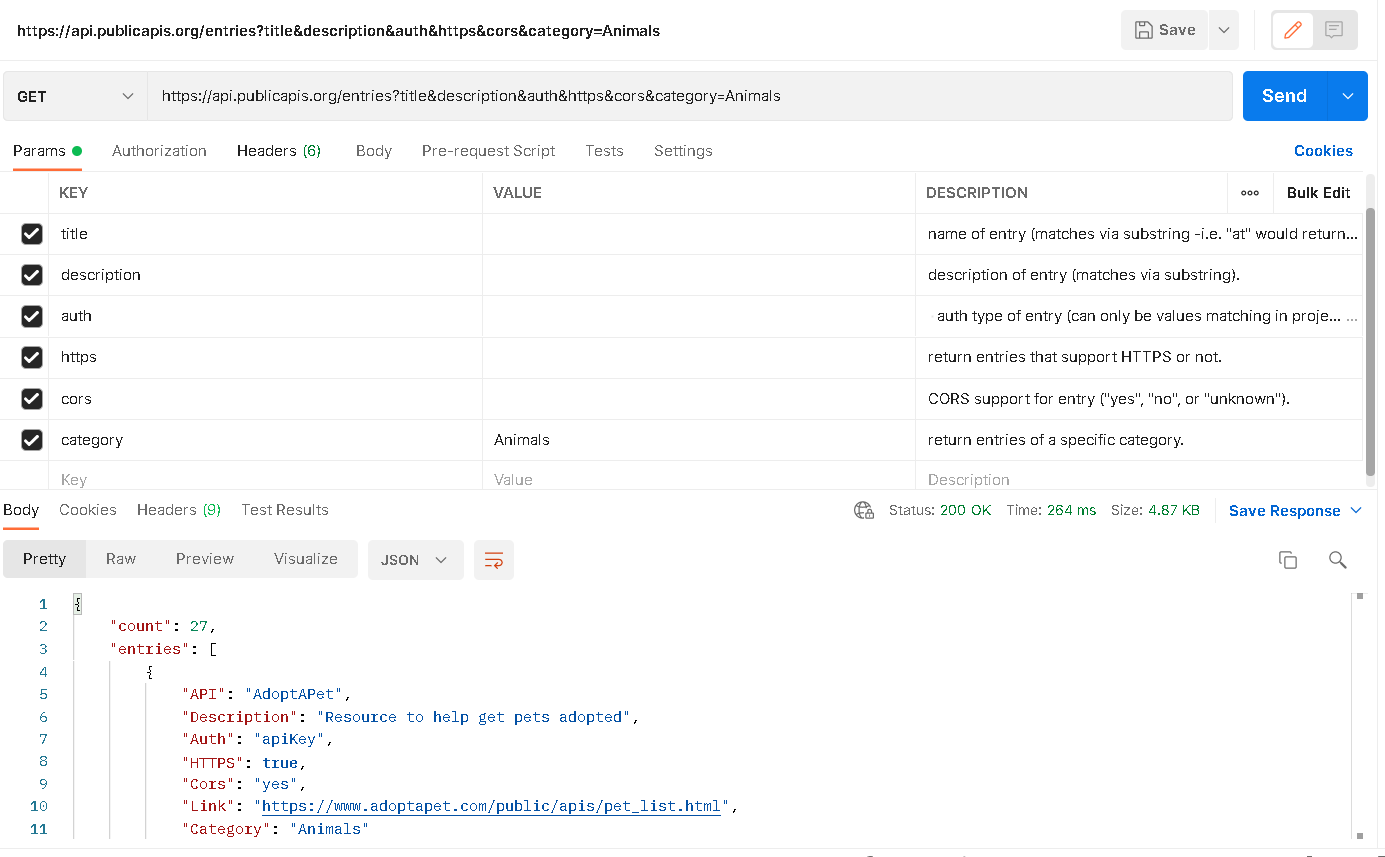 https://api.publicapis.org/entries?title&description&auth&https&cors&category=Animals
Save
GET https://api.publicapis.org/entries?title&description&auth&https&cors&category=Animals Send
Params Authorization Headers (6) Body Pre-request Script Tests Settings Cookies
KEY VALUE DESCRIPTION ooo Bulk Edit
title name of entry (matches via substring -i.e. "at" would return...
description description of entry (matches via substring).
auth auth type of entry (can only be values matching in proje... ...
https return entries that support HTTPS or not.
cors CORS support for entry ("yes", "no", or "unknown").
category Animals return entries of a specific category.
Key Value Description
Body Cookies Headers (9) Test Results Status: 200 OK Time: 264 ms Size: 4.87 KB Save Response
Pretty Raw Preview Visualize JSON
1 {
2 "count": 27,
3 "entries": [
4 {
5 "API": "AdoptAPet",
6 "Description": "Resource to help get pets adopted",
7 "Auth": "apiKey",
8 "HTTPS": true,
9 "Cors": "yes",
10 "Link": "https://www.adoptapet.com/public/apis/pet_list.html",
11 "Category": "Animals"